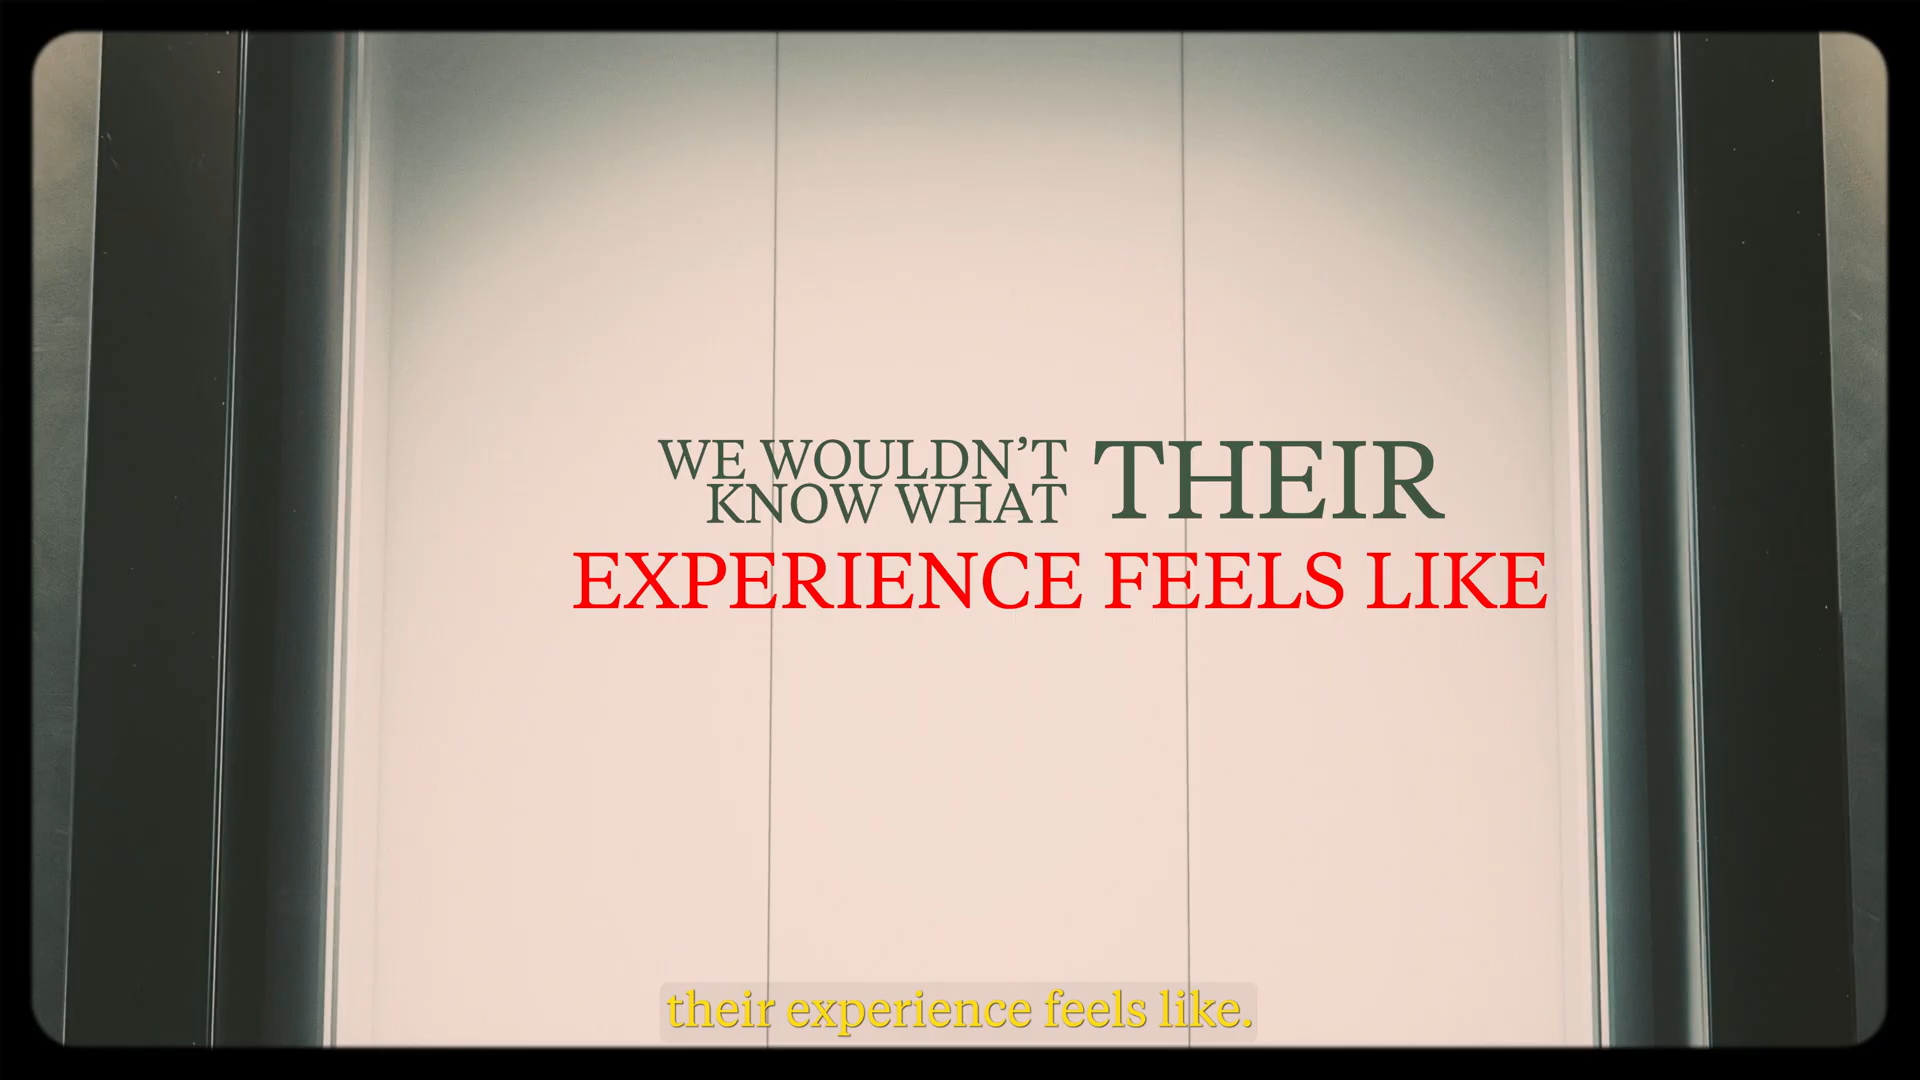 WE WOULDN’T
KNOW WHAT
THEIR
EXPERIENCE FEELS LIKE
their experience feels like.